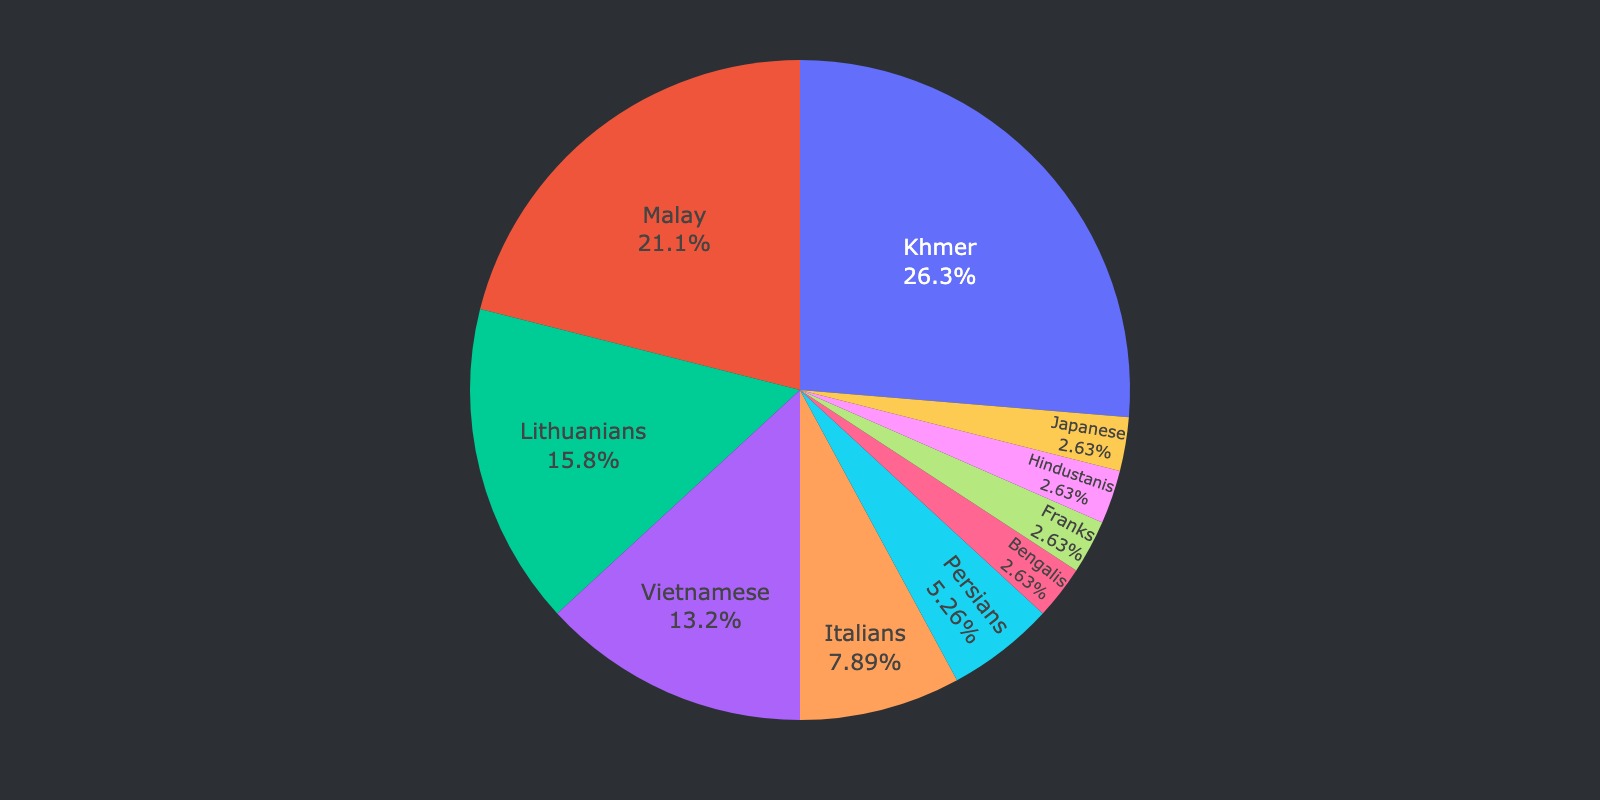 Khmer
26.3%
Malay
21.1%
Lithuanians
15.8%
Vietnamese
13.2%
Italians
7.89%
Persians
5.26%
Bengalis
2.63%
Franks
2.63%
Hindustanis
2.63%
Japanese
2.63%